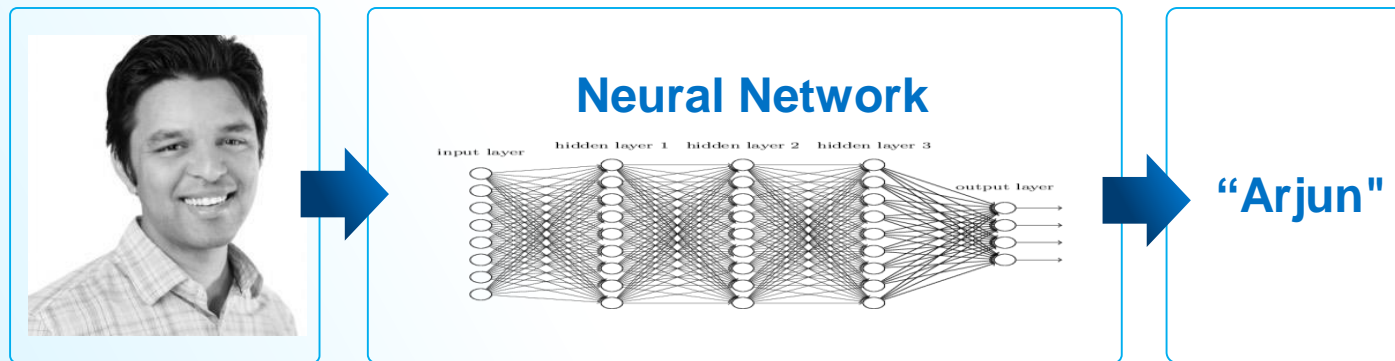 Neural Network
input layer
hidden layer 1
hidden layer 2
hidden layer 3
output layer
“Arjun"